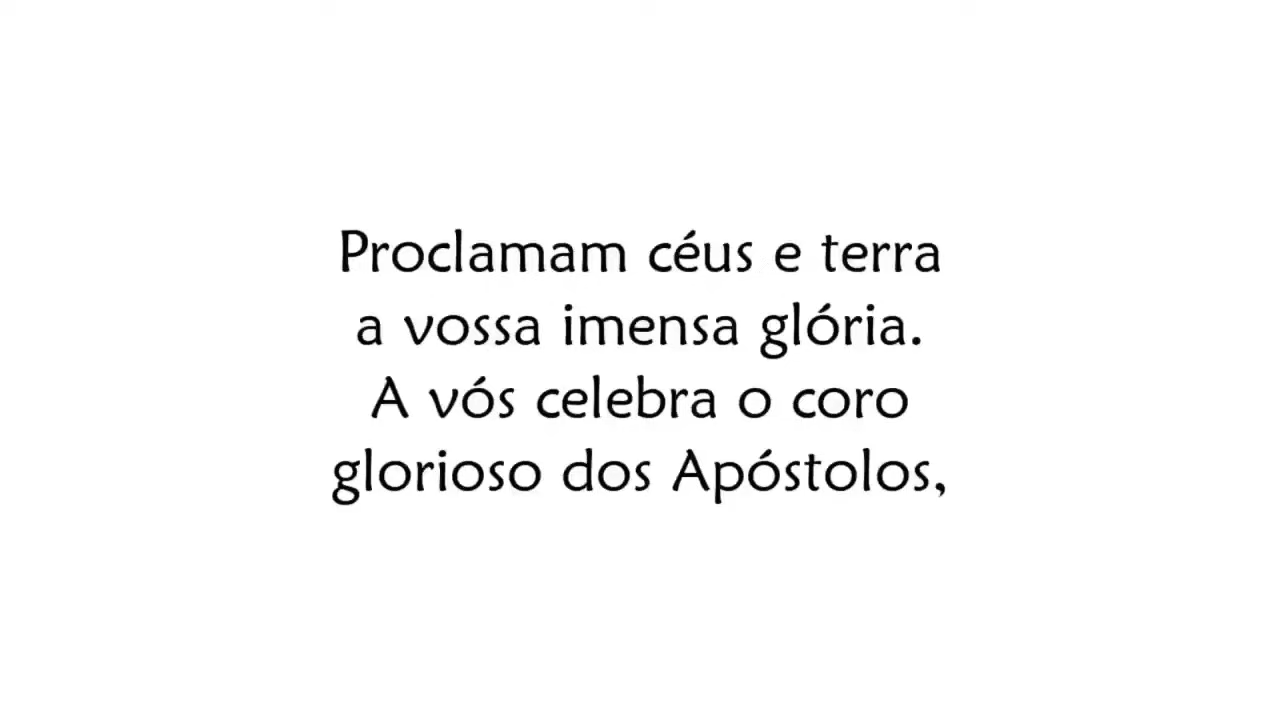 Proclamam céus e terra
a vossa imensa glória.
A vós celebra o coro
glorioso dos Apóstolos,